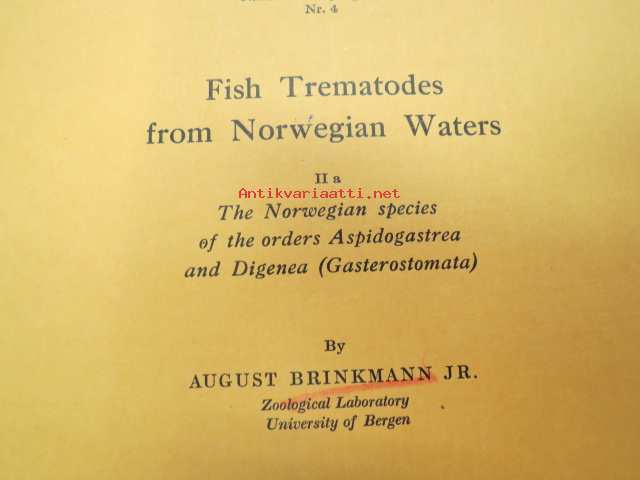 Nr. 4
Fish Trematodes
from Norwegian Waters
II a
Antikvariaatti.net
The Norwegian species
of the orders Aspidogastrea
and Digenea (Gasterostomata)
By
AUGUST BRINKMANN JR.
Zoological Laboratory
University of Bergen